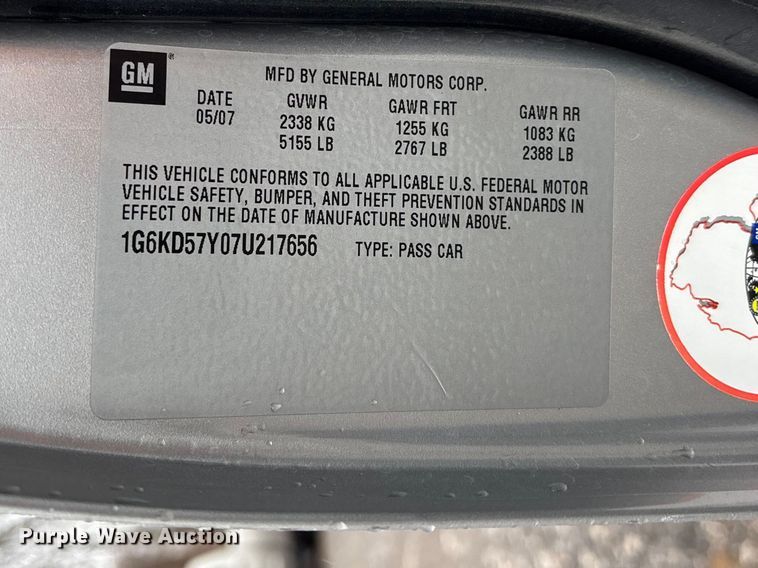 GM
MFD BY GENERAL MOTORS CORP.
DATE GVWR GAWR FRT GAWR RR
05/07 2338 KG 1255 KG 1083 KG
5155 LB 2767 LB 2388 LB
THIS VEHICLE CONFORMS TO ALL APPLICABLE U.S. FEDERAL MOTOR
VEHICLE SAFETY, BUMPER, AND THEFT PREVENTION STANDARDS IN
EFFECT ON THE DATE OF MANUFACTURE SHOWN ABOVE.
1G6KD57Y07U217656 TYPE: PASS CAR
Purple Wave Auction